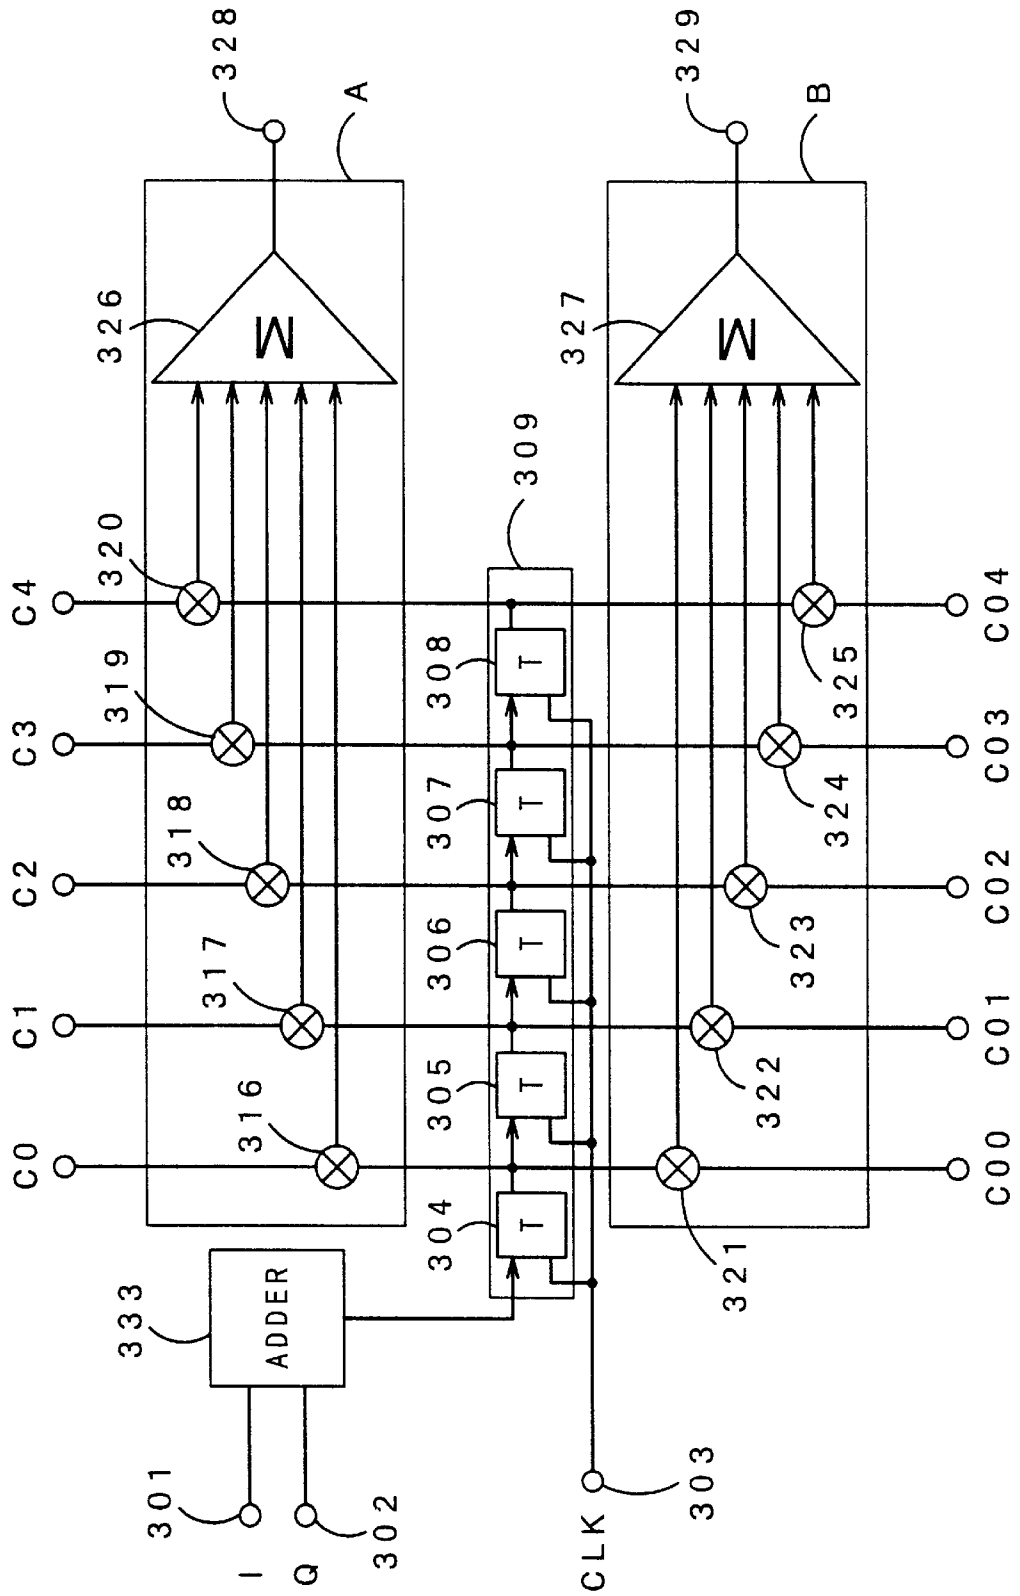 C0 C1 C2 C3 C4
333 316 317 318 319 320 326 328
301
I
ADDER
Σ
Q
302
A
304 305 306 307 308 309
T T T T T
CLK
303
321 322 323 324 325 327 329
Σ
B
C00 C01 C02 C03 C04